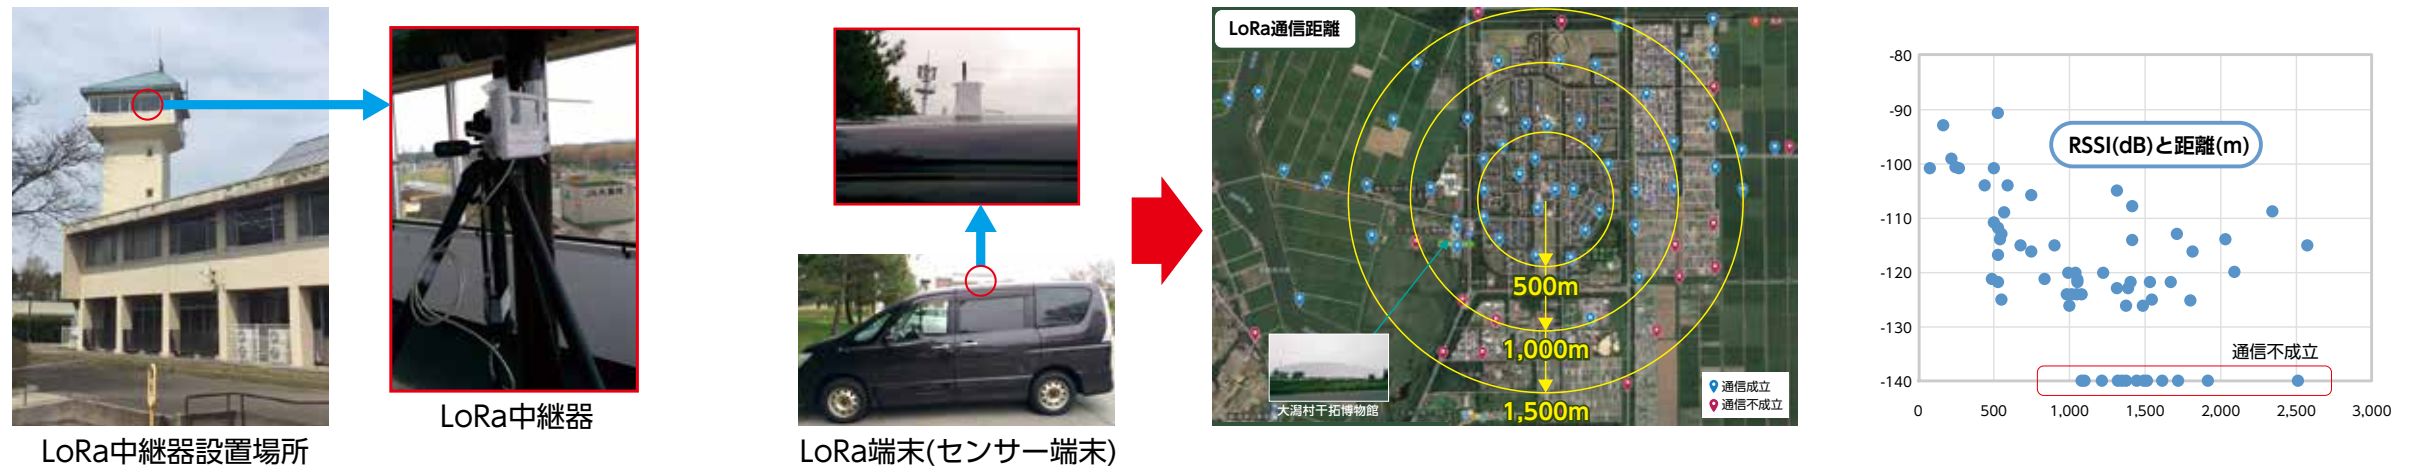 LoRa中継器設置場所
LoRa中継器
LoRa端末(センサー端末)
LoRa通信距離
500m
1,000m
1,500m
大潟村干拓博物館
通信成立
通信不成立
RSSI(dB)と距離(m)
-80
-90
-100
-110
-120
-130
-140
通信不成立
0 500 1,000 1,500 2,000 2,500 3,000